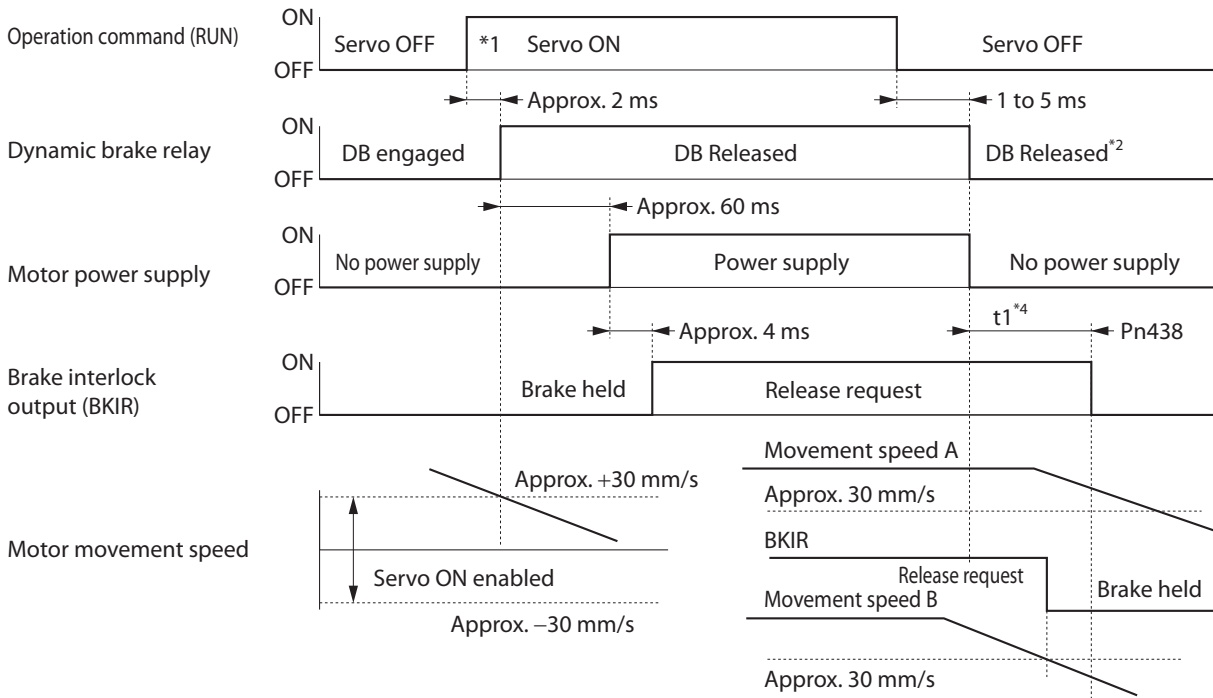 Operation command (RUN)
ON
OFF
Servo OFF
*1
Servo ON
Servo OFF
Approx. 2 ms
1 to 5 ms
Dynamic brake relay
ON
OFF
DB engaged
DB Released
DB Released*2
Approx. 60 ms
Motor power supply
ON
OFF
No power supply
Power supply
No power supply
Approx. 4 ms
t1*4
Pn438
Brake interlock
output (BKIR)
ON
OFF
Brake held
Release request
Motor movement speed
Approx. +30 mm/s
Servo ON enabled
Approx. −30 mm/s
Movement speed A
Approx. 30 mm/s
BKIR
Release request
Brake held
Movement speed B
Approx. 30 mm/s